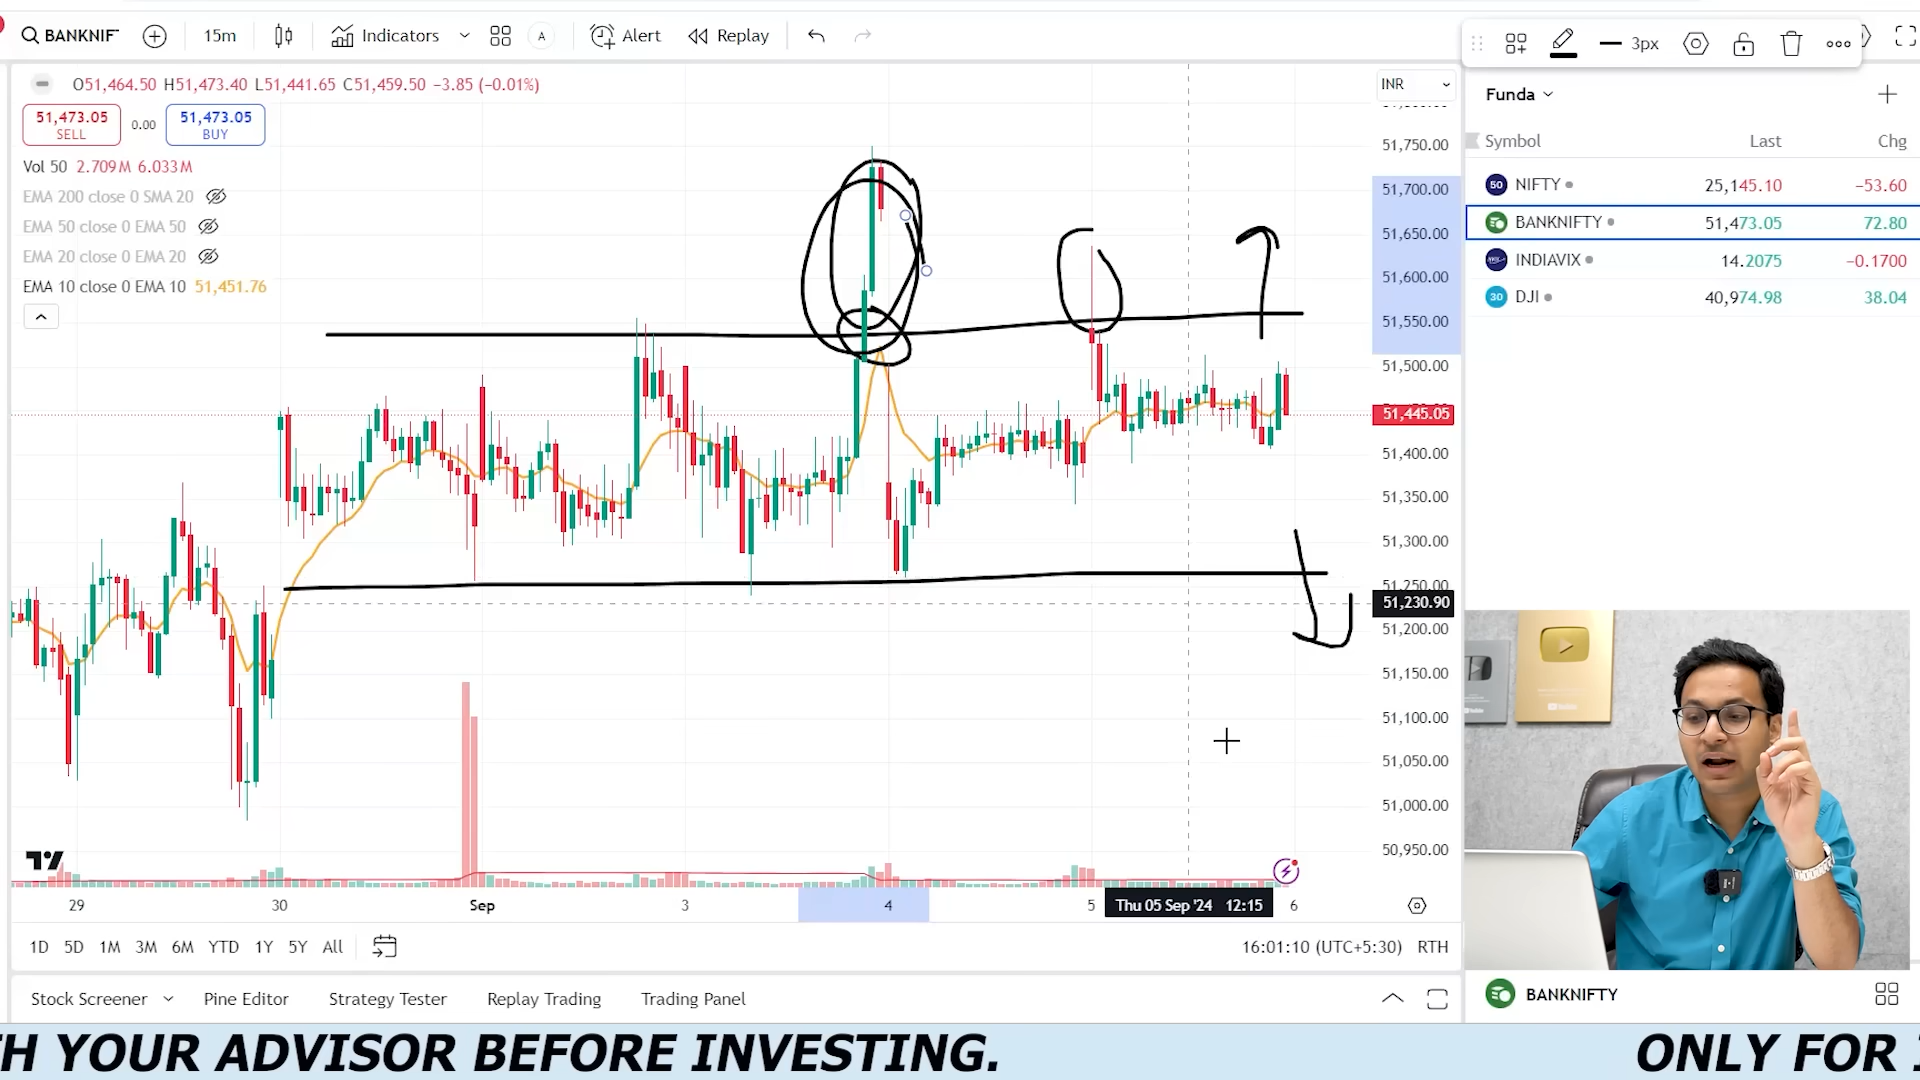 BANKNIF
15m
Indicators
A
Alert
Replay
3px
O51,464.50 H51,473.40 L51,441.65 C51,459.50 −3.85 (−0.01%)
INR
51,473.05
SELL
0.00
51,473.05
BUY
Vol 50 2.709M 6.033M
EMA 200 close 0 SMA 20
EMA 50 close 0 EMA 50
EMA 20 close 0 EMA 20
EMA 10 close 0 EMA 10 51,451.76
51,750.00
51,700.00
51,650.00
51,600.00
51,550.00
51,500.00
51,445.05
51,400.00
51,350.00
51,300.00
51,250.00
51,230.90
51,200.00
51,150.00
51,100.00
51,050.00
51,000.00
50,950.00
29 30 Sep 3 4 5 Thu 05 Sep '24 12:15 6
1D 5D 1M 3M 6M YTD 1Y 5Y All
16:01:10 (UTC+5:30) RTH
Stock Screener Pine Editor Strategy Tester Replay Trading Trading Panel
Funda
Symbol Last Chg
50 NIFTY 25,145.10 −53.60
BANKNIFTY 51,473.05 72.80
INDIAVIX 14.2075 −0.1700
30 DJI 40,974.98 38.04
BANKNIFTY
H YOUR ADVISOR BEFORE INVESTING.
ONLY FOR